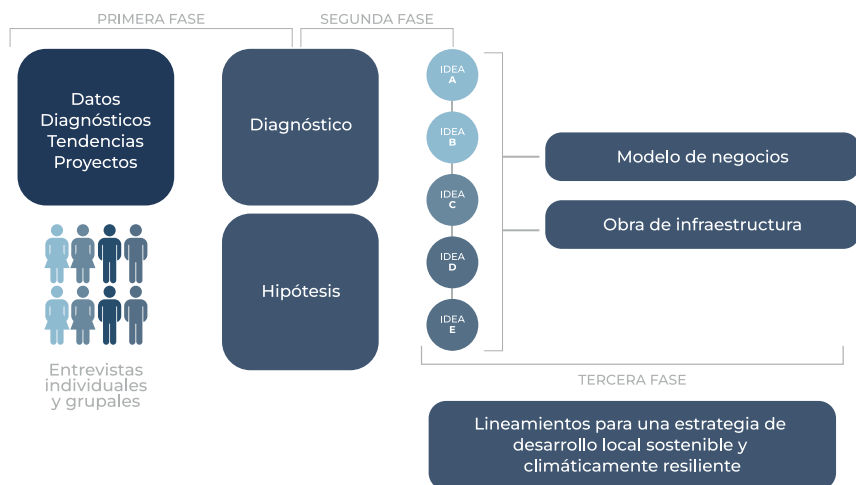 PRIMERA FASE
SEGUNDA FASE
Datos
Diagnósticos
Tendencias
Proyectos
Entrevistas
individuales
y grupales
Diagnóstico
Hipótesis
IDEA
A
IDEA
B
IDEA
C
IDEA
D
IDEA
E
Modelo de negocios
Obra de infraestructura
TERCERA FASE
Lineamientos para una estrategia de
desarrollo local sostenible y
climáticamente resiliente